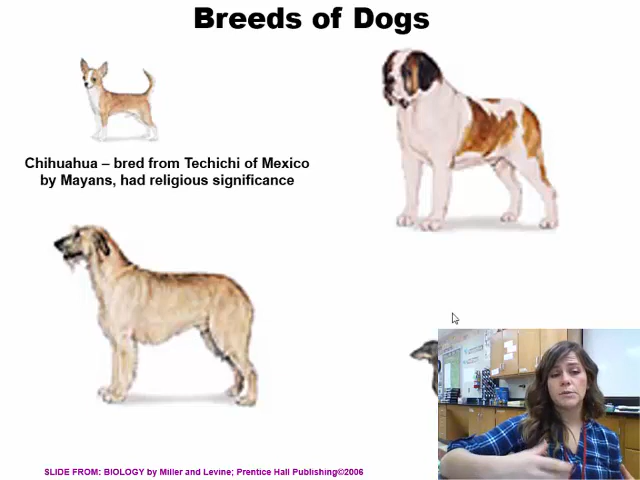 Breeds of Dogs
Chihuahua – bred from Techichi of Mexico
by Mayans, had religious significance
SLIDE FROM: BIOLOGY by Miller and Levine; Prentice Hall Publishing©2006